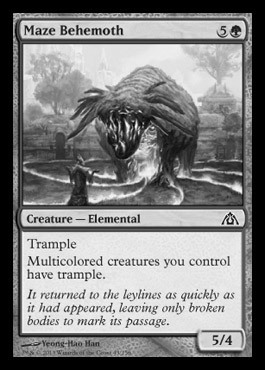 Maze Behemoth 5
Creature — Elemental
Trample
Multicolored creatures you control
have trample.
It returned to the leylines as quickly as
it had appeared, leaving only broken
bodies to mark its passage.
5/4
Yeong-Hao Han